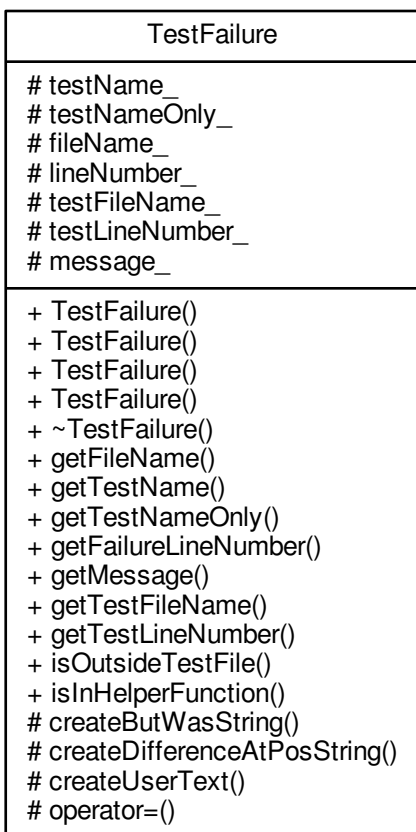 TestFailure
# testName_
# testNameOnly_
# fileName_
# lineNumber_
# testFileName_
# testLineNumber_
# message_
+ TestFailure()
+ TestFailure()
+ TestFailure()
+ TestFailure()
+ ~TestFailure()
+ getFileName()
+ getTestName()
+ getTestNameOnly()
+ getFailureLineNumber()
+ getMessage()
+ getTestFileName()
+ getTestLineNumber()
+ isOutsideTestFile()
+ isInHelperFunction()
# createButWasString()
# createDifferenceAtPosString()
# createUserText()
# operator=()